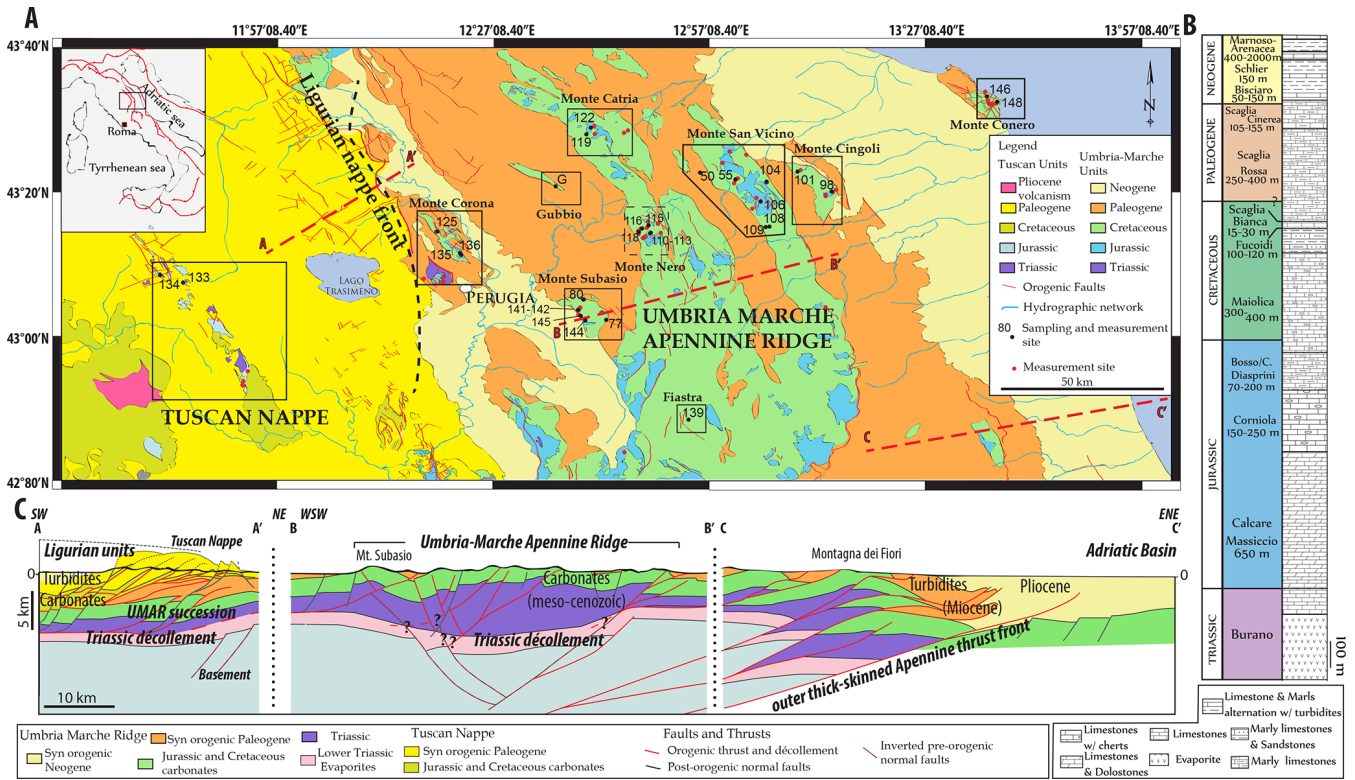 A
11°57'08.40"E
12°27'08.40"E
12°57'08.40"E
13°27'08.40"E
13°57'08.40"E
43°40'N
43°20'N
43°00'N
42°80'N
Adriatic sea
Roma
Tyrrhenean sea
Ligurian nappe front
A'
A
Monte Catria
122
119
G
Gubbio
Monte Corona
125
136
135
LAGO
TRASIMENO
133
134
PERUGIA
TUSCAN NAPPE
Monte San Vicino
50
55
104
106
108
109
Monte Cingoli
101
98
146
148
Monte Conero
116
115
118
110-113
Monte Nero
Monte Subasio
80
141-142
145
144
77
B
B'
UMBRIA MARCHE
APENNINE RIDGE
Fiastra
139
C
C'
N
Legend
Tuscan Units
Umbria-Marche Units
Pliocene volcanism
Paleogene
Cretaceous
Jurassic
Triassic
Neogene
Paleogene
Cretaceous
Jurassic
Triassic
Orogenic Faults
Hydrographic network
80 Sampling and measurement
site
Measurement site
50 km
B
NEOGENE
Marnoso-
Arenacea
400-2000m
Schlier
150 m
Bisciaro
50-150 m
PALEOGENE
Scaglia
Cinerea
105-155 m
Scaglia
Rossa
250-400 m
?
CRETACEOUS
Scaglia
Bianca
15-30 m
Fucoidi
100-120 m
Maiolica
300-400 m
JURASSIC
Bosso/C.
Diasprini
70-200 m
Corniola
150-250 m
Calcare
Massiccio
650 m
TRIASSIC
Burano
100 m
Limestone & Marls
alternation w/ turbidites
Limestones
w/ cherts
Limestones
Marly limestones
& Sandstones
Limestones
& Dolostones
Evaporite
Marly limestones
C
SW
A
NE
A'
B
WSW
B'
C
ENE
C'
Ligurian units
Tuscan Nappe
Turbidites
Carbonates
UMAR succession
Triassic décollement
Basement
0
5 km
10 km
Umbria-Marche Apennine Ridge
Mt. Subasio
Carbonates
(meso-cenozoic)
? ? ? ? ?
Triassic décollement
Montagna dei Fiori
Adriatic Basin
Turbidites
(Miocene)
Pliocene
0
outer thick-skinned Apennine thrust front
Umbria Marche Ridge
Syn orogenic
Neogene
Syn orogenic Paleogene
Jurassic and Cretaceous
carbonates
Triassic
Lower Triassic
Evaporites
Tuscan Nappe
Syn orogenic Paleogene
Jurassic and Cretaceous carbonates
Faults and Thrusts
Orogenic thrust and décollement
Post-orogenic normal faults
Inverted pre-orogenic
normal faults